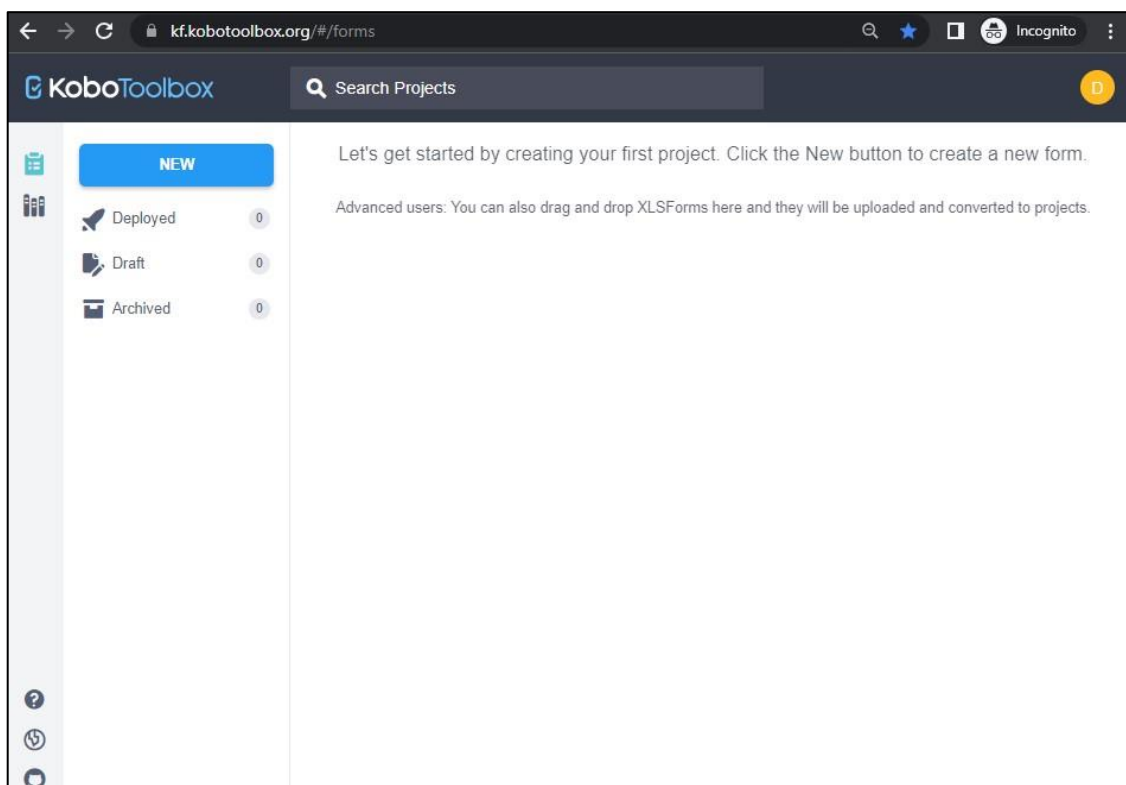 kf.kobotoolbox.org/#/forms
Incognito
KoboToolbox
Search Projects
D
NEW
Deployed 0
Draft 0
Archived 0
Let's get started by creating your first project. Click the New button to create a new form.
Advanced users: You can also drag and drop XLSForms here and they will be uploaded and converted to projects.